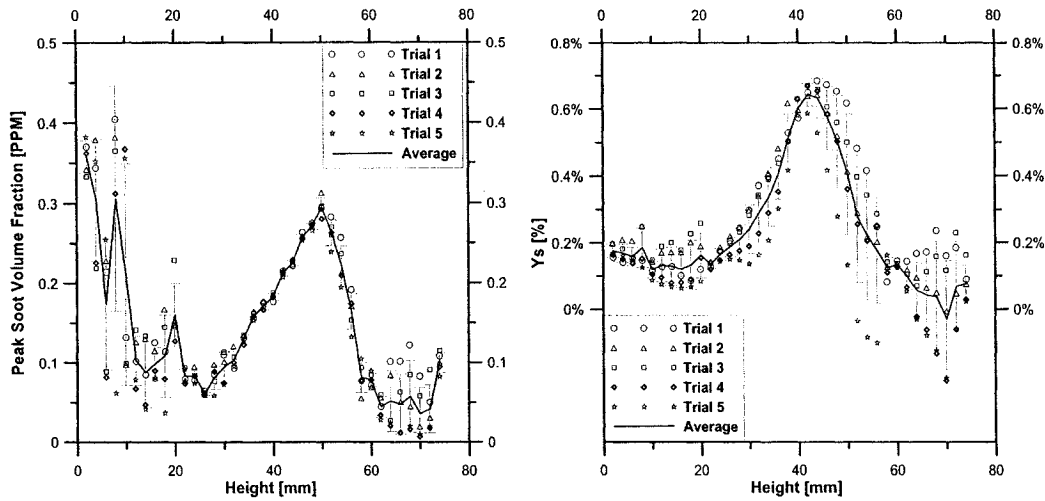 0 20 40 60 80
0.5
0.4
0.3
0.2
0.1
0
0.5
0.4
0.3
0.2
0.1
0
Peak Soot Volume Fraction [PPM]
Trial 1
Trial 2
Trial 3
Trial 4
Trial 5
Average
0 20 40 60 80
Height [mm]
0 20 40 60 80
0.8%
0.6%
0.4%
0.2%
0%
0.8%
0.6%
0.4%
0.2%
0%
Ys [%]
Trial 1
Trial 2
Trial 3
Trial 4
Trial 5
Average
0 20 40 60 80
Height [mm]